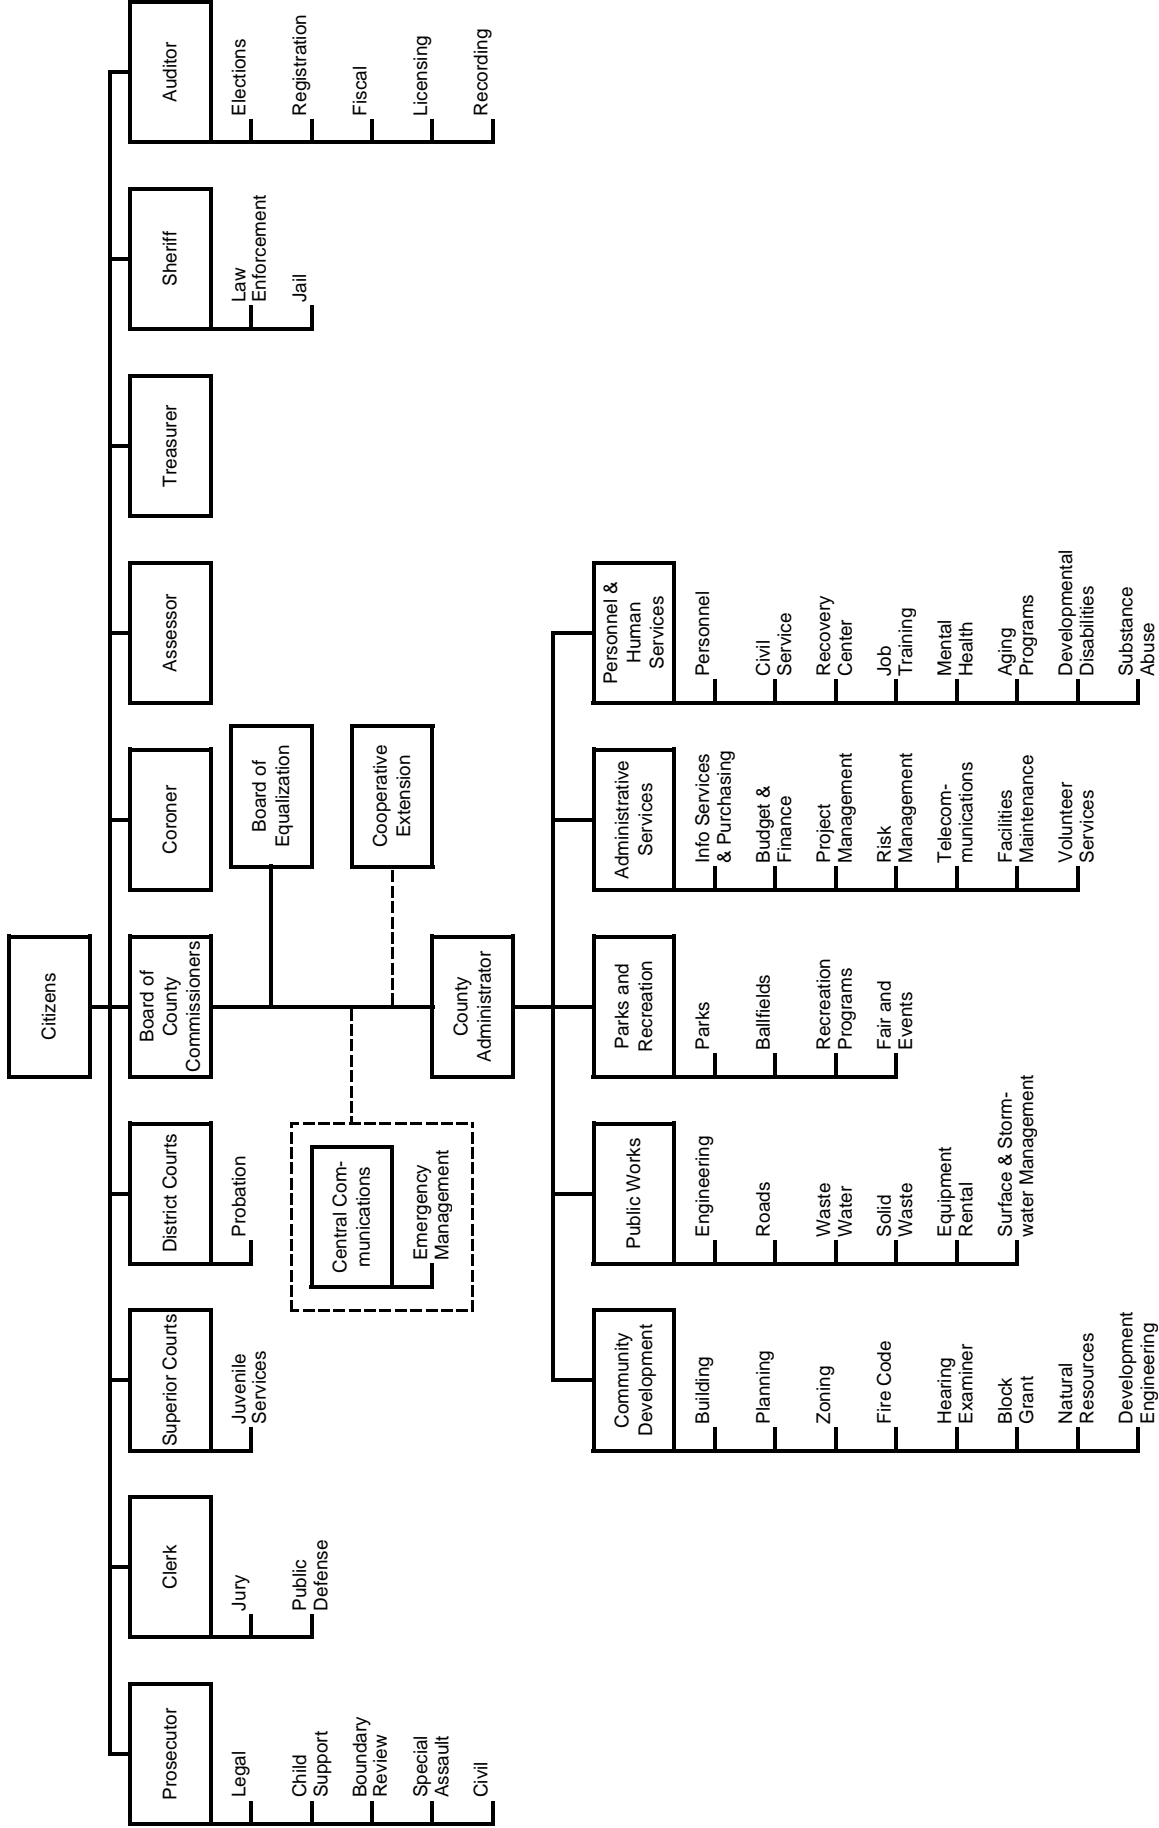 Citizens
Prosecutor
Legal
Child
Support
Boundary
Review
Special
Assault
Civil
Clerk
Jury
Public
Defense
Superior Courts
Juvenile
Services
District Courts
Probation
Board of
County
Commissioners
Coroner
Assessor
Treasurer
Sheriff
Law
Enforcement
Jail
Auditor
Elections
Registration
Fiscal
Licensing
Recording
Board of
Equalization
Central Com-
munications
Emergency
Management
Cooperative
Extension
County
Administrator
Community
Development
Building
Planning
Zoning
Fire Code
Hearing
Examiner
Block
Grant
Natural
Resources
Development
Engineering
Public Works
Engineering
Roads
Waste
Water
Solid
Waste
Equipment
Rental
Surface & Storm-
water Management
Parks and
Recreation
Parks
Ballfields
Recreation
Programs
Fair and
Events
Administrative
Services
Info Services
& Purchasing
Budget &
Finance
Project
Management
Risk
Management
Telecom-
munications
Facilities
Maintenance
Volunteer
Services
Personnel &
Human
Services
Personnel
Civil
Service
Recovery
Center
Job
Training
Mental
Health
Aging
Programs
Developmental
Disabilities
Substance
Abuse